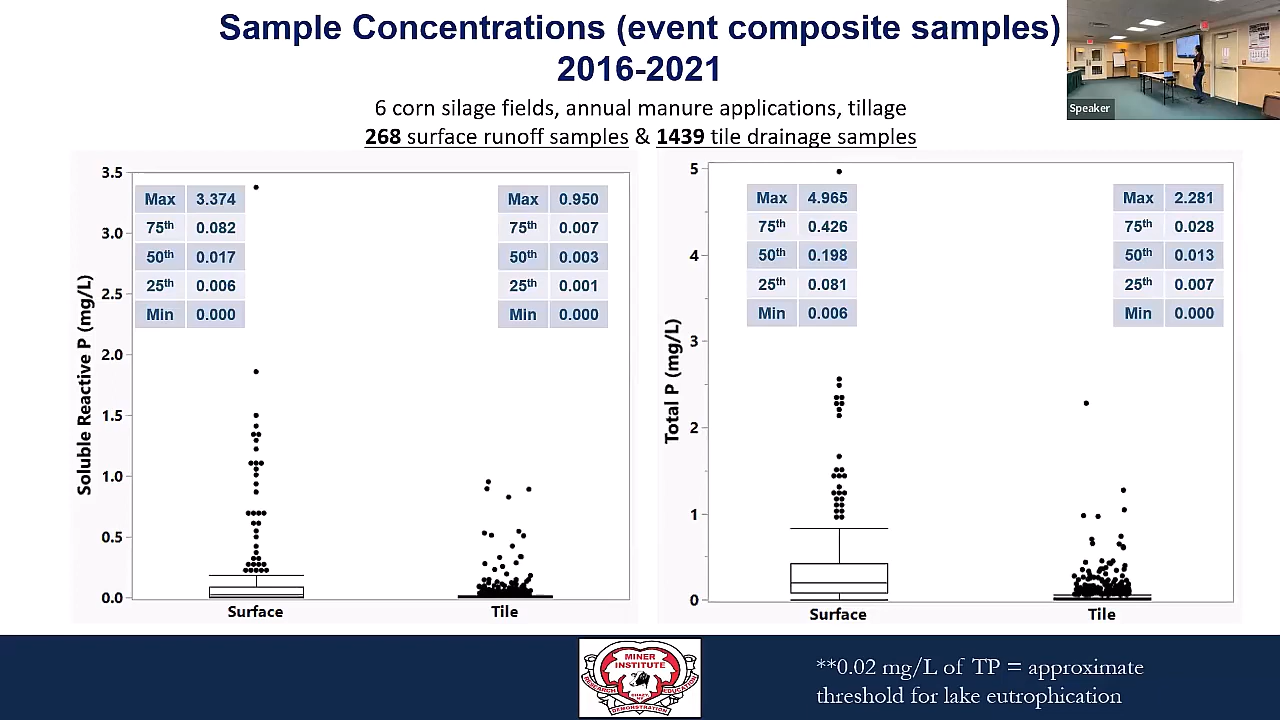 Sample Concentrations (event composite samples)
2016-2021
6 corn silage fields, annual manure applications, tillage
268 surface runoff samples & 1439 tile drainage samples
Speaker
Soluble Reactive P (mg/L)
3.5
3.0
2.5
2.0
1.5
1.0
0.5
0.0
Max 3.374
75th 0.082
50th 0.017
25th 0.006
Min 0.000
Max 0.950
75th 0.007
50th 0.003
25th 0.001
Min 0.000
Surface Tile
Total P (mg/L)
5
4
3
2
1
0
Max 4.965
75th 0.426
50th 0.198
25th 0.081
Min 0.006
Max 2.281
75th 0.028
50th 0.013
25th 0.007
Min 0.000
Surface Tile
MINER
INSTITUTE
RESEARCH EDUCATION
DEMONSTRATION
**0.02 mg/L of TP = approximate
threshold for lake eutrophication